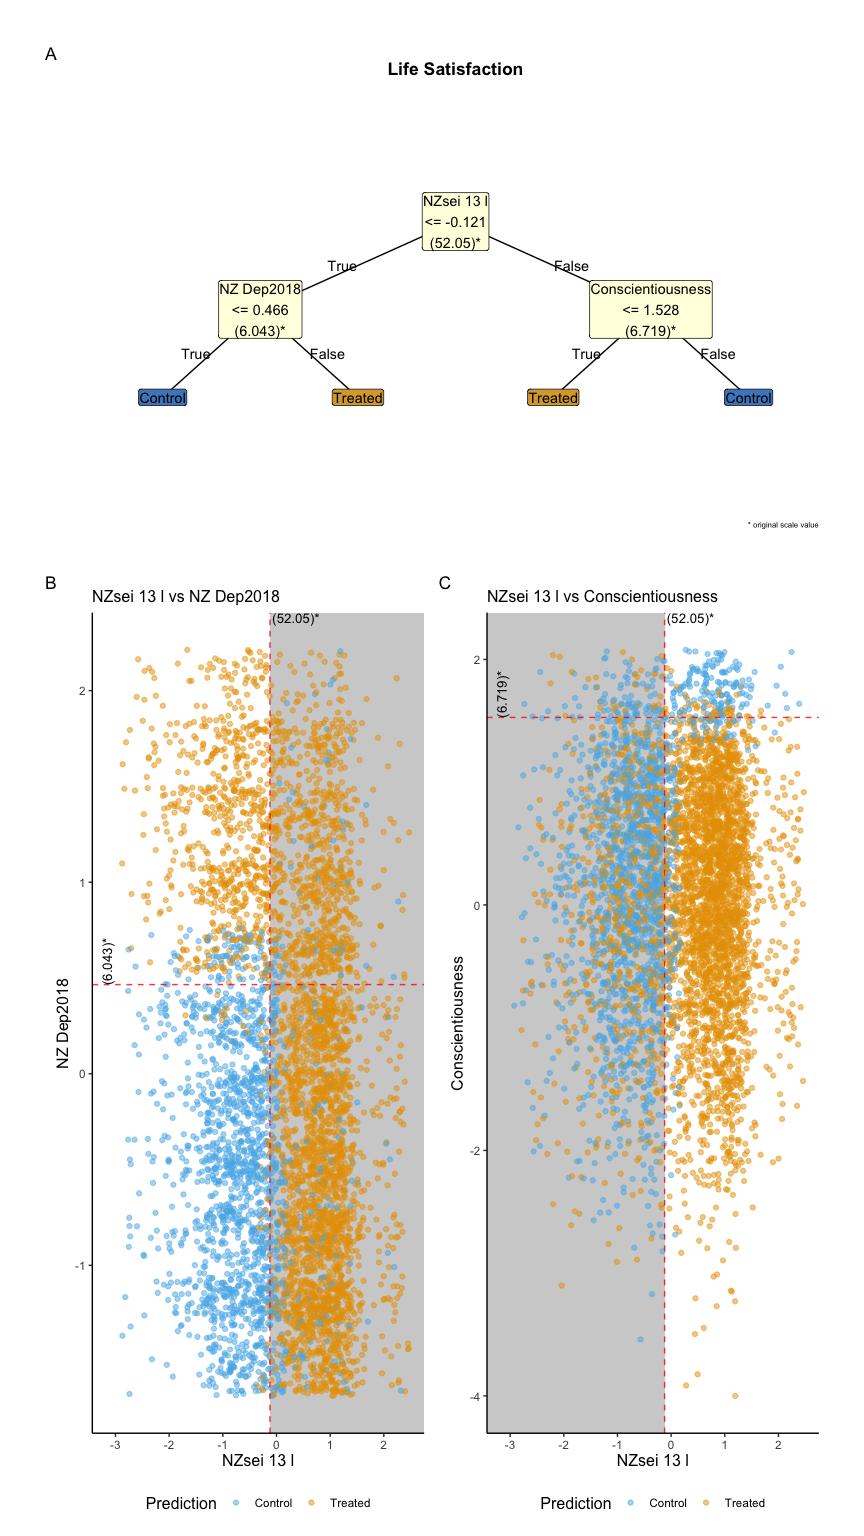 A
Life Satisfaction
NZsei 13 l
<= -0.121
(52.05)*
True
False
NZ Dep2018
<= 0.466
(6.043)*
Conscientiousness
<= 1.528
(6.719)*
True
False
True
False
Control
Treated
Treated
Control
* original scale value
B
NZsei 13 l vs NZ Dep2018
(52.05)*
(6.043)*
NZ Dep2018
2
1
0
-1
-3
-2
-1
0
1
2
NZsei 13 l
Prediction
Control
Treated
C
NZsei 13 l vs Conscientiousness
(52.05)*
(6.719)*
Conscientiousness
2
0
-2
-4
-3
-2
-1
0
1
2
NZsei 13 l
Prediction
Control
Treated